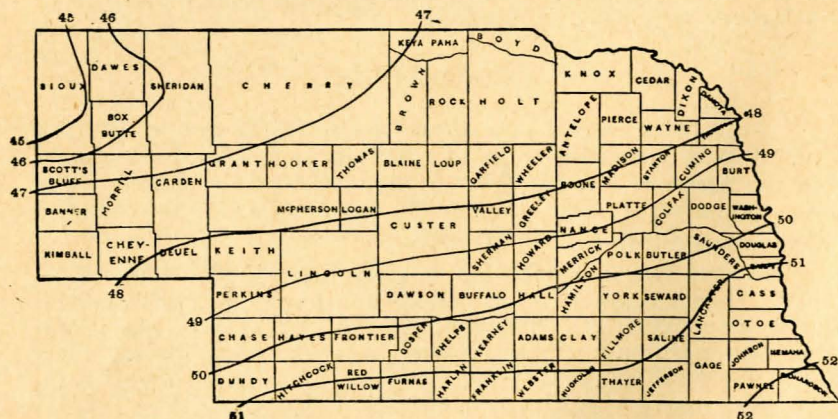 45 46 47
KEYA PAHA BOYD
DAWES
SIOUX SHERIDAN CHERRY BROWN ROCK HOLT KNOX CEDAR DIXON DAKOTA
BOX BUTTE
ANTELOPE PIERCE WAYNE THURSTON 48
45
46
49
SCOTT'S BLUFF MORRILL GARDEN GRANT HOOKER THOMAS BLAINE LOUP GARFIELD WHEELER BOONE MADISON STANTON CUMING BURT
47
BANNER McPHERSON LOGAN CUSTER VALLEY GREELEY NANCE PLATTE COLFAX DODGE WASH-
INGTON
50
KIMBALL CHEY-
ENNE DEUEL KEITH LINCOLN SHERMAN HOWARD MERRICK POLK BUTLER SAUNDERS DOUGLAS
SARPY 51
48
PERKINS DAWSON BUFFALO HALL HAMILTON YORK SEWARD LANCASTER CASS
49
OTOE
CHASE HAYES FRONTIER GOSPER PHELPS KEARNEY ADAMS CLAY FILLMORE SALINE
GAGE JOHNSON NEMAHA 52
50
DUNDY HITCHCOCK RED
WILLOW FURNAS HARLAN FRANKLIN WEBSTER NUCKOLLS THAYER JEFFERSON PAWNEE RICHARDSON
51 52